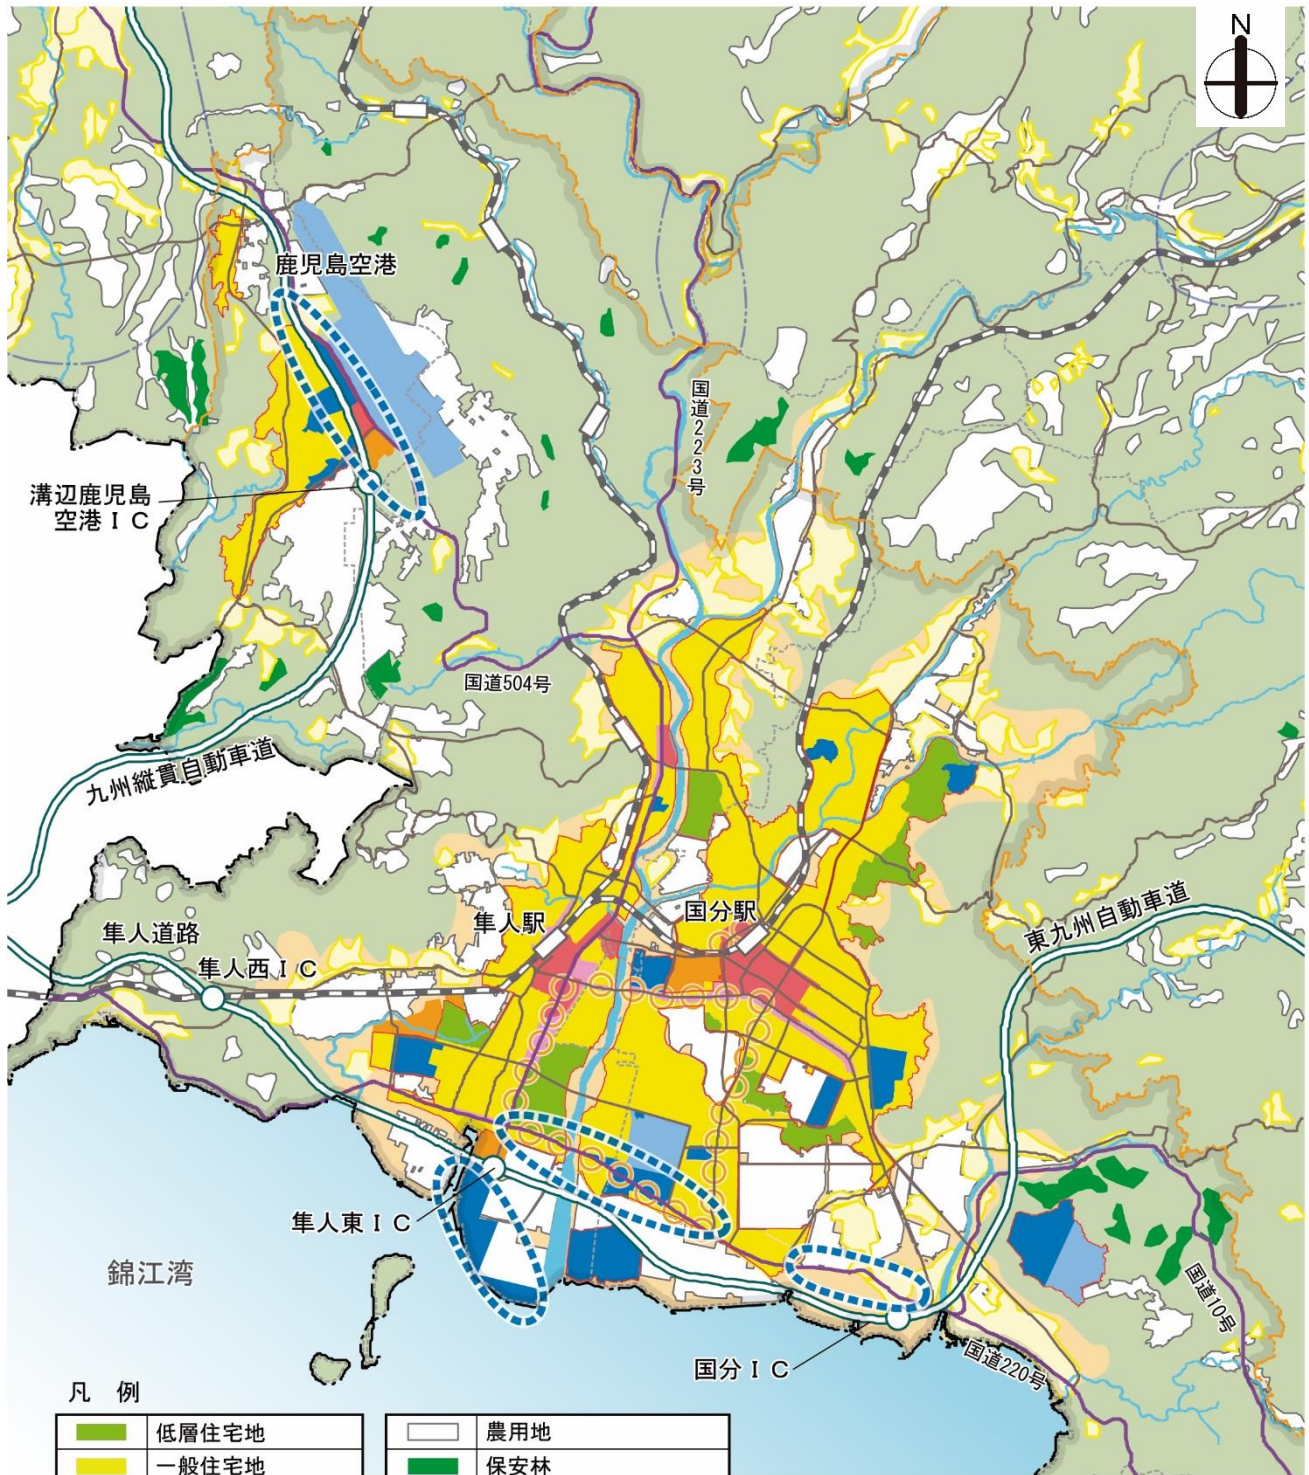 N
鹿児島空港
国道223号
溝辺鹿児島
空港ＩＣ
国道504号
九州縦貫自動車道
隼人駅
国分駅
東九州自動車道
隼人道路
隼人西ＩＣ
隼人東ＩＣ
錦江湾
国道10号
国分ＩＣ
国道220号
凡 例
低層住宅地
農用地
一般住宅地
保安林